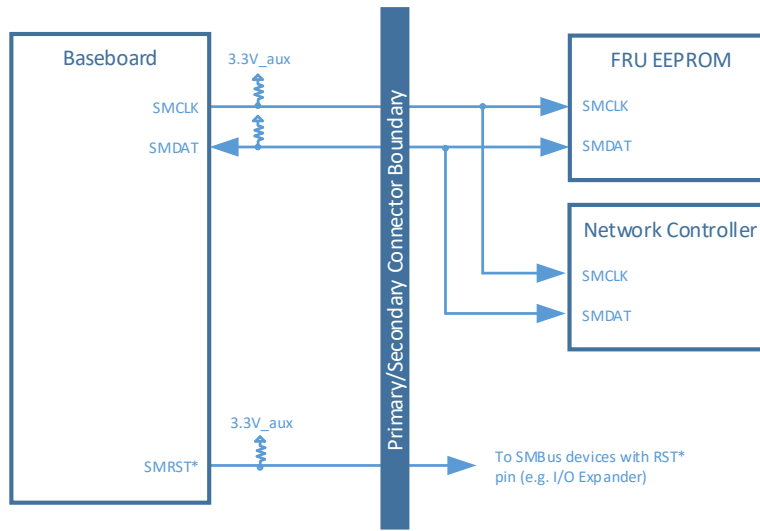 Baseboard
3.3V_aux
SMCLK
SMDAT
3.3V_aux
SMRST*
Primary/Secondary Connector Boundary
FRU EEPROM
SMCLK
SMDAT
Network Controller
SMCLK
SMDAT
To SMBus devices with RST*
pin (e.g. I/O Expander)